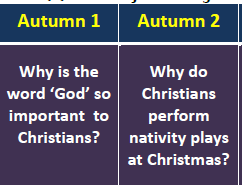 Autumn 1
Autumn 2
Why is the
word ‘God’ so
important to
Christians?
Why do
Christians
perform
nativity plays
at Christmas?